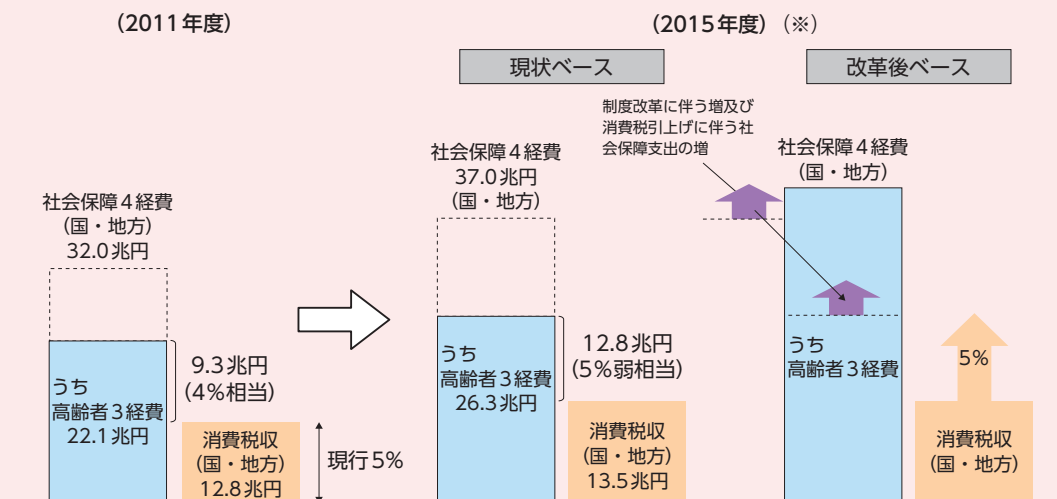 （2011年度）
（2015年度）（※）
現状ベース
改革後ベース
制度改革に伴う増及び
消費税引上げに伴う社
会保障支出の増
社会保障４経費
（国・地方）
32.0兆円
社会保障４経費
37.0兆円
（国・地方）
社会保障４経費
（国・地方）
うち
高齢者３経費
22.1兆円
9.3兆円
（4％相当）
消費税収
（国・地方）
12.8兆円
現行5％
うち
高齢者３経費
26.3兆円
12.8兆円
（5％弱相当）
消費税収
（国・地方）
13.5兆円
うち
高齢者３経費
5％
消費税収
（国・地方）